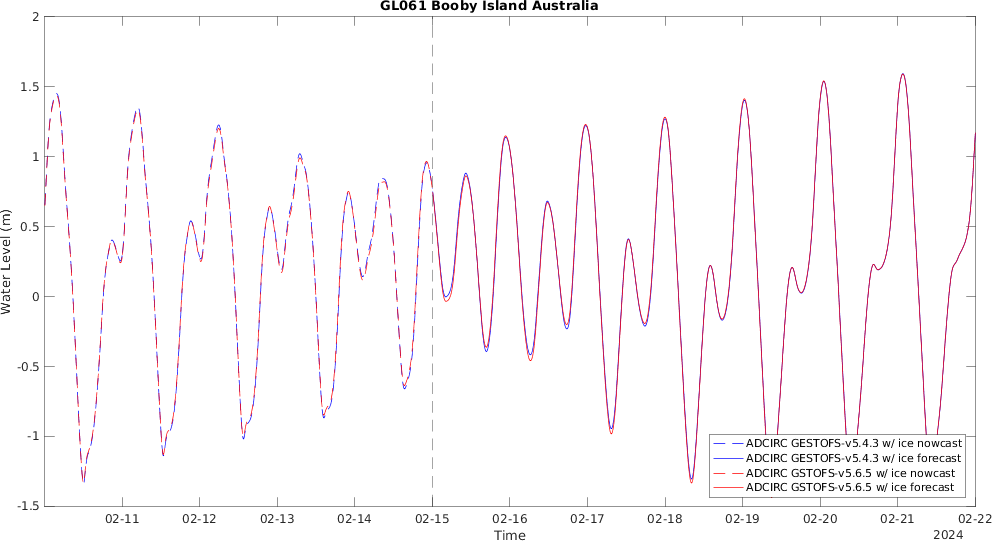 GL061 Booby Island Australia
2
1.5
1
0.5
0
-0.5
-1
-1.5
Water Level (m)
02-11 02-12 02-13 02-14 02-15 02-16 02-17 02-18 02-19 02-20 02-21 02-22
Time
2024
ADCIRC GESTOFS-v5.4.3 w/ ice nowcast
ADCIRC GESTOFS-v5.4.3 w/ ice forecast
ADCIRC GSTOFS-v5.6.5 w/ ice nowcast
ADCIRC GSTOFS-v5.6.5 w/ ice forecast